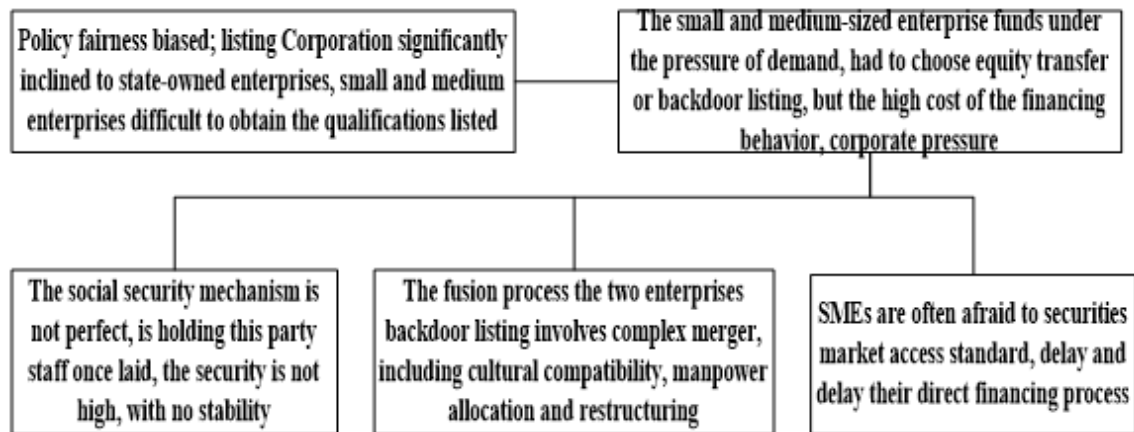 Policy fairness biased; listing Corporation significantly
inclined to state-owned enterprises, small and medium
enterprises difficult to obtain the qualifications listed
The small and medium-sized enterprise funds under
the pressure of demand, had to choose equity transfer
or backdoor listing, but the high cost of the financing
behavior, corporate pressure
The social security mechanism is
not perfect, is holding this party
staff once laid, the security is not
high, with no stability
The fusion process the two enterprises
backdoor listing involves complex merger,
including cultural compatibility, manpower
allocation and restructuring
SMEs are often afraid to securities
market access standard, delay and
delay their direct financing process